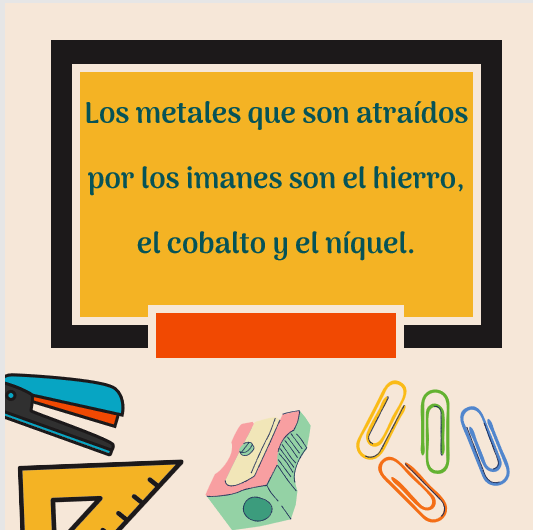 Los metales que son atraídos
por los imanes son el hierro,
el cobalto y el níquel.